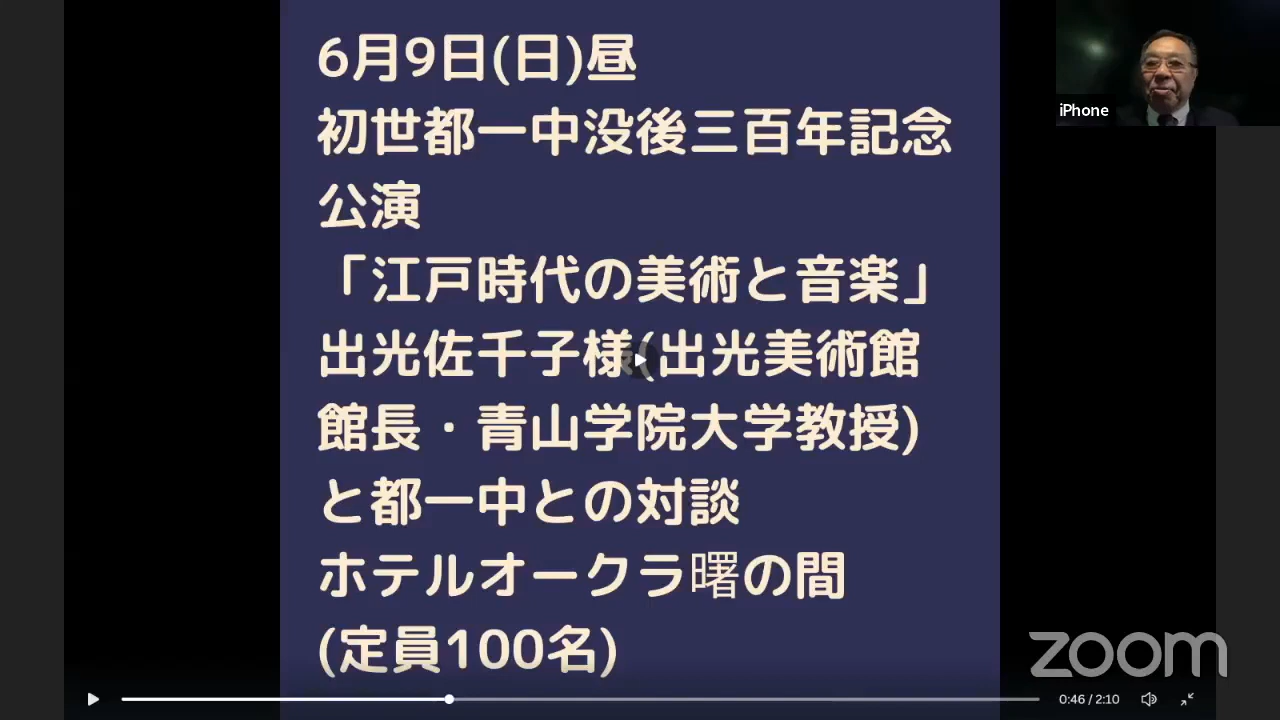 6月9日(日)昼
初世都一中没後三百年記念
公演
「江戸時代の美術と音楽」
出光佐千子様(出光美術館
館長・青山学院大学教授)
と都一中との対談
ホテルオークラ曙の間
(定員100名)
iPhone
zoom
0:46 / 2:10